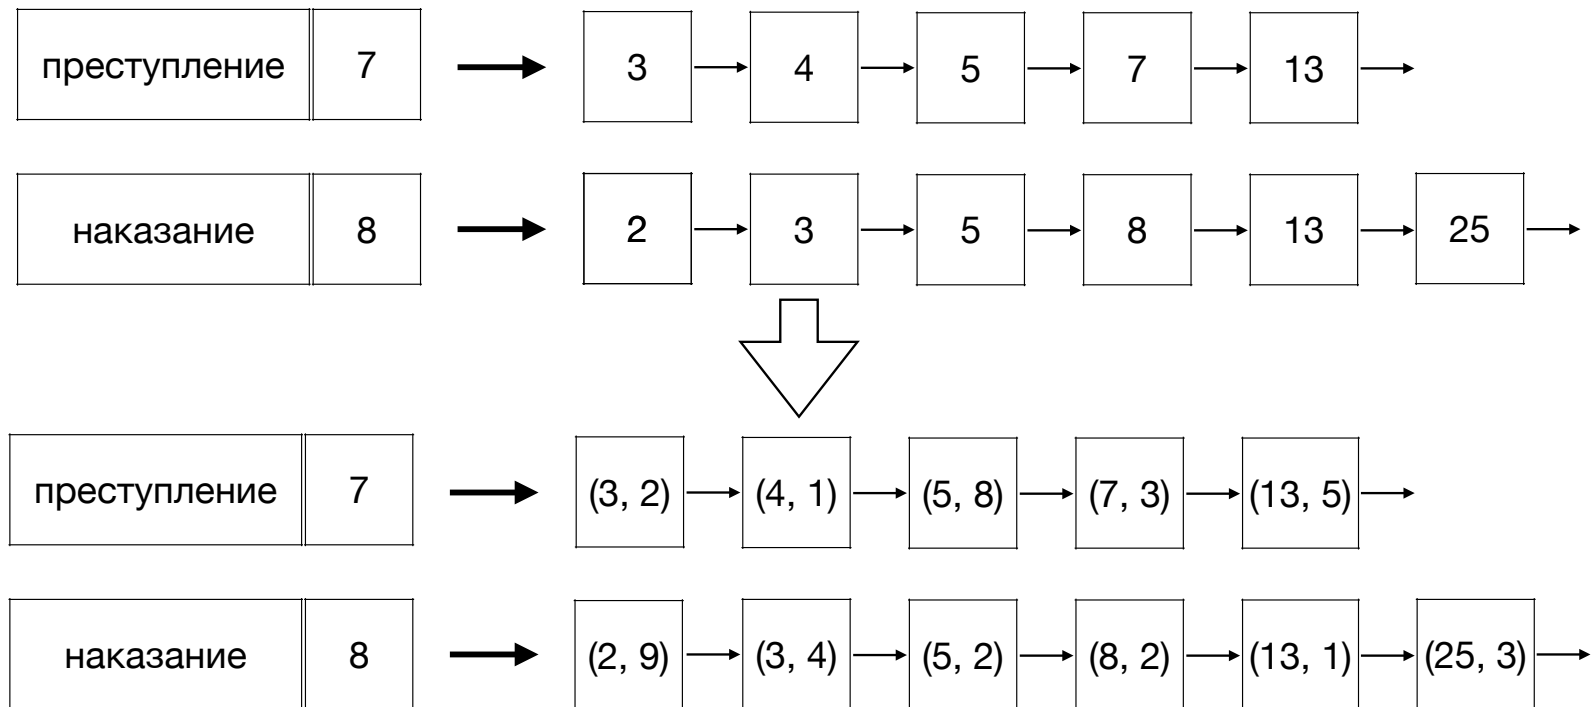 преступление 7 3 4 5 7 13
наказание 8 2 3 5 8 13 25
преступление 7 (3, 2) (4, 1) (5, 8) (7, 3) (13, 5)
наказание 8 (2, 9) (3, 4) (5, 2) (8, 2) (13, 1) (25, 3)